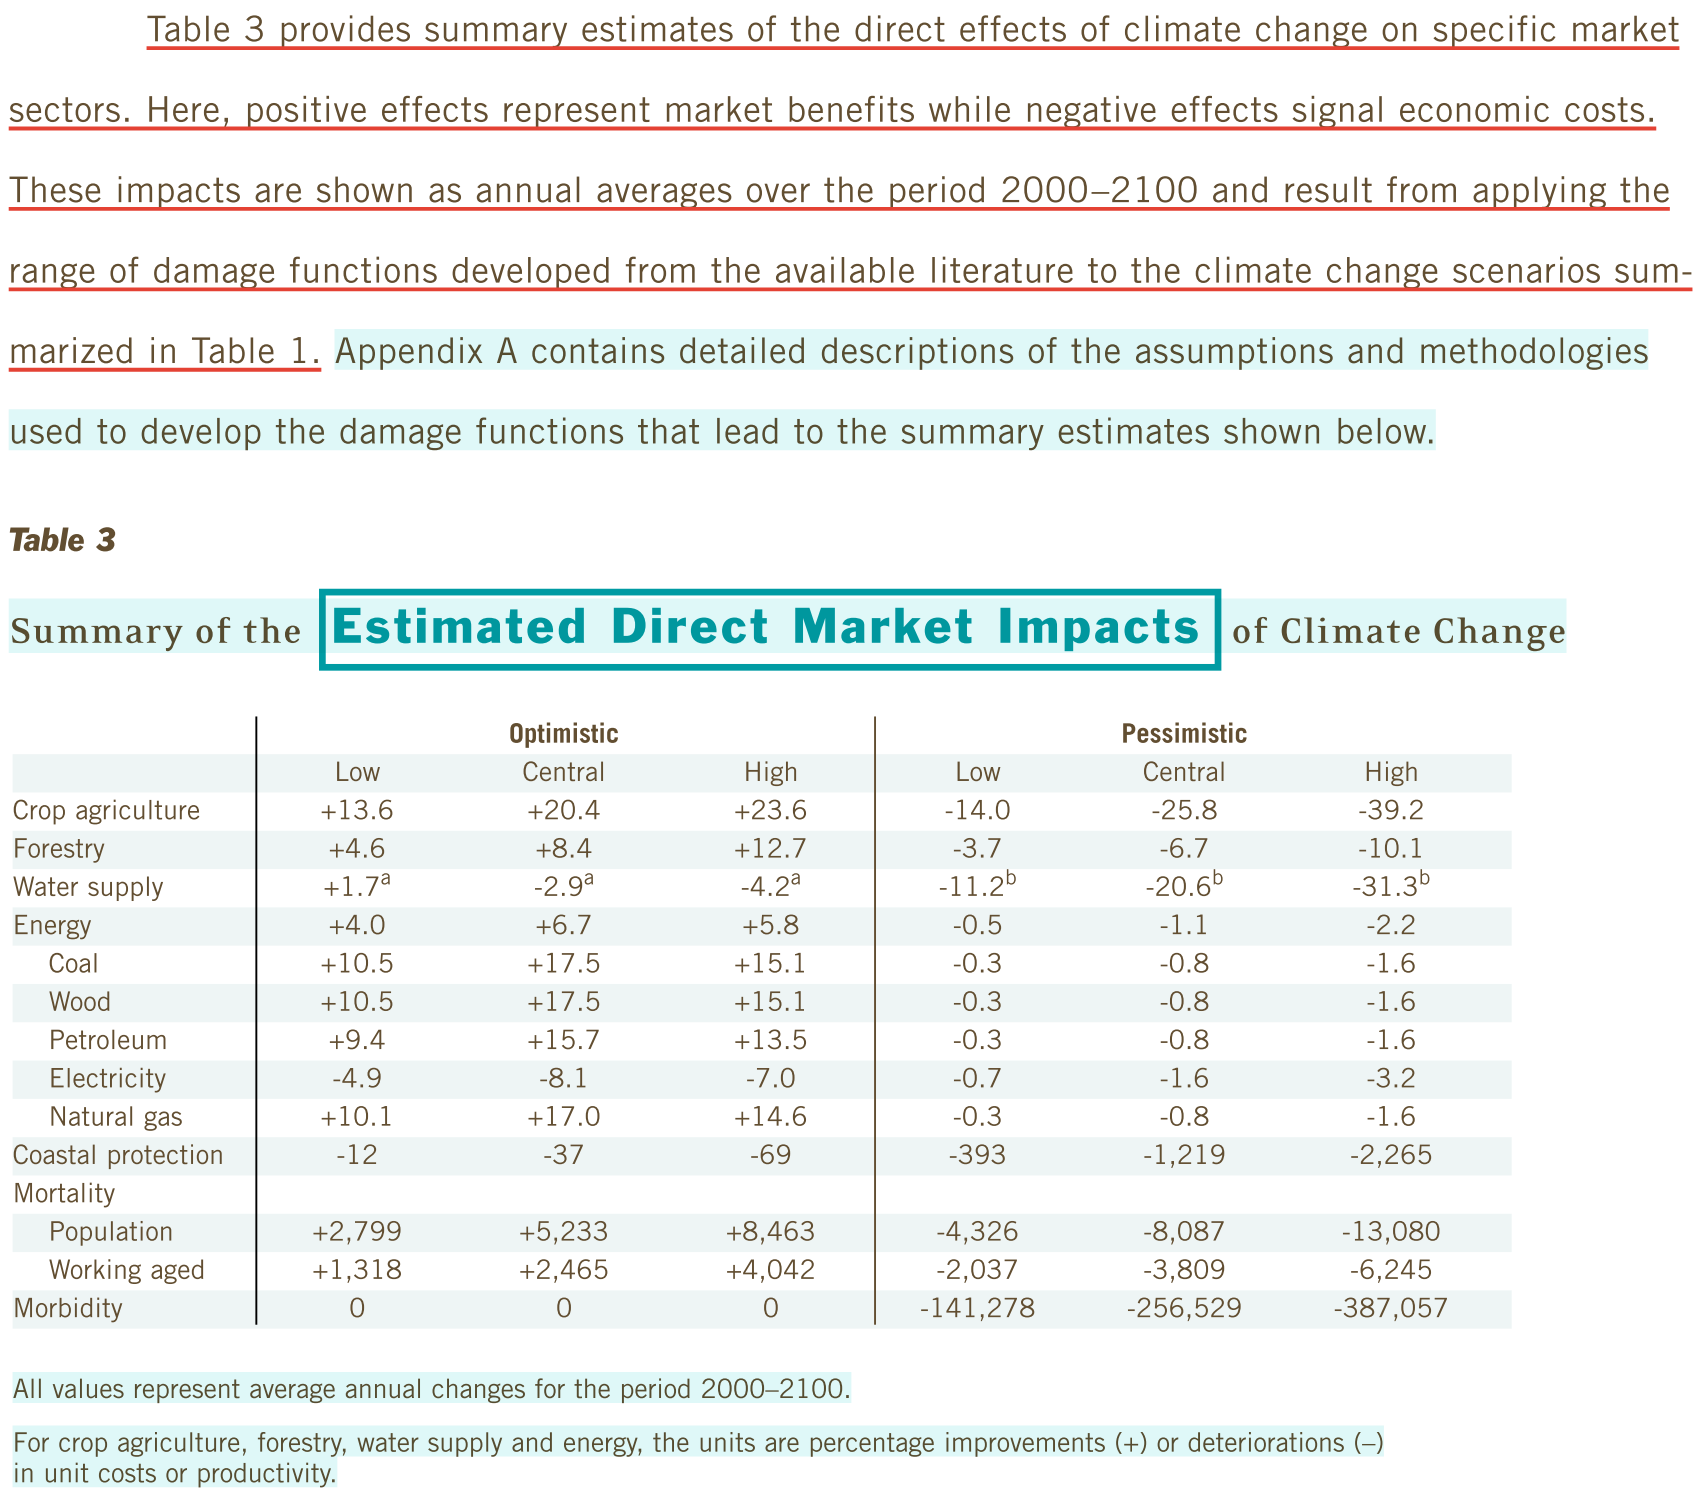 Table 3 provides summary estimates of the direct effects of climate change on specific market
sectors. Here, positive effects represent market benefits while negative effects signal economic costs.
These impacts are shown as annual averages over the period 2000–2100 and result from applying the
range of damage functions developed from the available literature to the climate change scenarios sum-
marized in Table 1. Appendix A contains detailed descriptions of the assumptions and methodologies
used to develop the damage functions that lead to the summary estimates shown below.
Table 3
Summary of the Estimated Direct Market Impacts of Climate Change
Optimistic Pessimistic
Low Central High Low Central High
Crop agriculture +13.6 +20.4 +23.6 -14.0 -25.8 -39.2
Forestry +4.6 +8.4 +12.7 -3.7 -6.7 -10.1
Water supply +1.7a -2.9a -4.2a -11.2b -20.6b -31.3b
Energy +4.0 +6.7 +5.8 -0.5 -1.1 -2.2
Coal +10.5 +17.5 +15.1 -0.3 -0.8 -1.6
Wood +10.5 +17.5 +15.1 -0.3 -0.8 -1.6
Petroleum +9.4 +15.7 +13.5 -0.3 -0.8 -1.6
Electricity -4.9 -8.1 -7.0 -0.7 -1.6 -3.2
Natural gas +10.1 +17.0 +14.6 -0.3 -0.8 -1.6
Coastal protection -12 -37 -69 -393 -1,219 -2,265
Mortality
Population +2,799 +5,233 +8,463 -4,326 -8,087 -13,080
Working aged +1,318 +2,465 +4,042 -2,037 -3,809 -6,245
Morbidity 0 0 0 -141,278 -256,529 -387,057
All values represent average annual changes for the period 2000–2100.
For crop agriculture, forestry, water supply and energy, the units are percentage improvements (+) or deteriorations (–)
in unit costs or productivity.